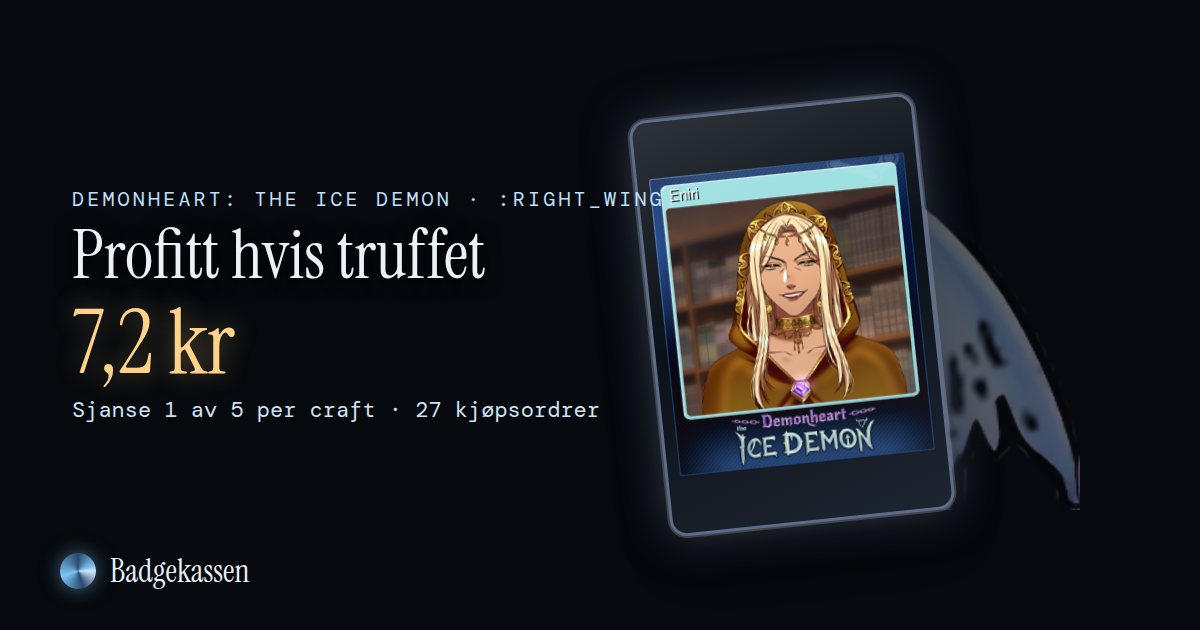 DEMONHEART: THE ICE DEMON · :RIGHT_WING
Profitt hvis truffet
7,2 kr
Sjanse 1 av 5 per craft · 27 kjøpsordrer
Eniri
Demonheart
the
ICE DEMON
Badgekassen